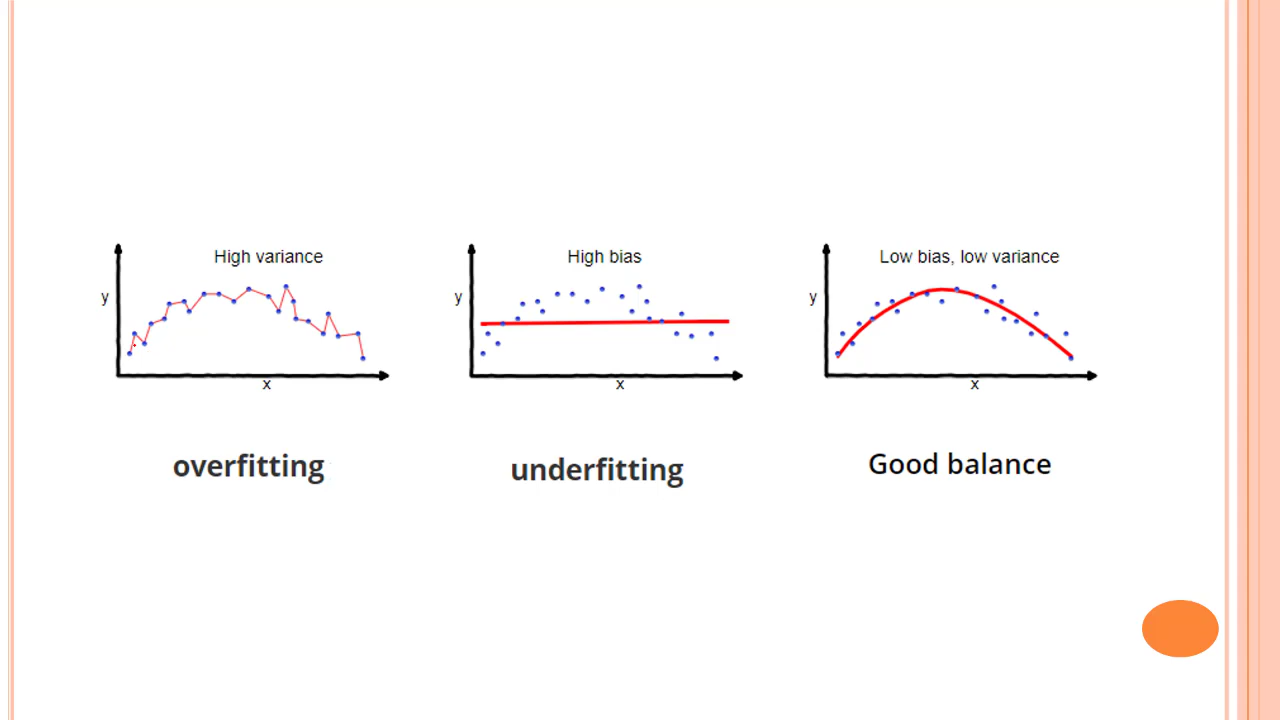 High variance
y
x
overfitting
High bias
y
x
underfitting
Low bias, low variance
y
x
Good balance